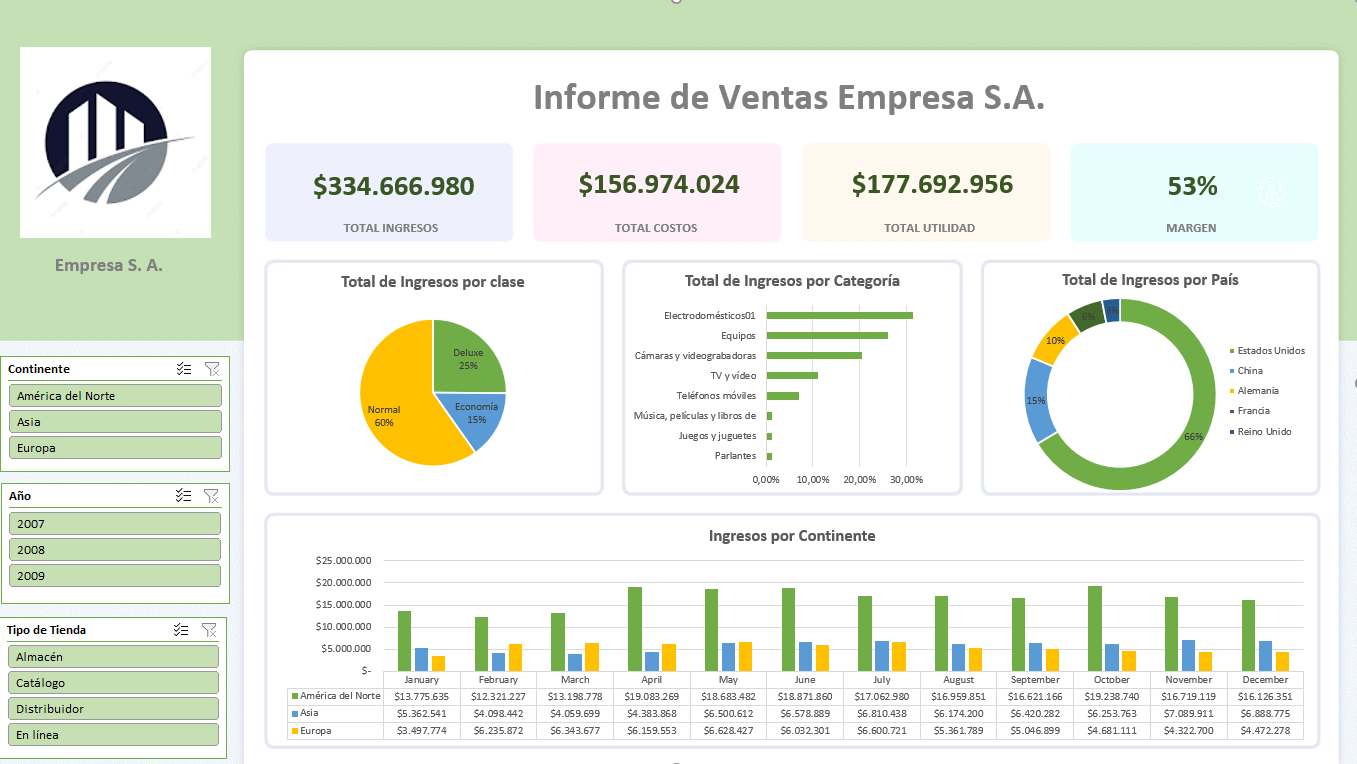 Empresa S. A.
Continente
América del Norte
Asia
Europa
Año
2007
2008
2009
Tipo de Tienda
Almacén
Catálogo
Distribuidor
En línea
Informe de Ventas Empresa S.A.
$334.666.980
TOTAL INGRESOS
$156.974.024
TOTAL COSTOS
$177.692.956
TOTAL UTILIDAD
53%
MARGEN
Total de Ingresos por clase
Deluxe
25%
Economía
15%
Normal
60%
Total de Ingresos por Categoría
Electrodomésticos01
Equipos
Cámaras y videograbadoras
TV y vídeo
Teléfonos móviles
Música, películas y libros de
Juegos y juguetes
Parlantes
0,00% 10,00% 20,00% 30,00%
Total de Ingresos por País
3%
6%
10%
15%
66%
Estados Unidos
China
Alemania
Francia
Reino Unido
Ingresos por Continente
$25.000.000
$20.000.000
$15.000.000
$10.000.000
$5.000.000
$-
January February March April May June July August September October November December
América del Norte $13.775.635 $12.321.227 $13.198.778 $19.083.269 $18.683.482 $18.871.860 $17.062.980 $16.959.851 $16.621.166 $19.238.740 $16.719.119 $16.126.351
Asia $5.362.541 $4.098.442 $4.059.699 $4.383.868 $6.500.612 $6.578.889 $6.810.438 $6.174.200 $6.420.282 $6.253.763 $7.089.911 $6.888.775
Europa $3.497.774 $6.235.872 $6.343.677 $6.159.553 $6.628.427 $6.032.301 $6.600.721 $5.361.789 $5.046.899 $4.681.111 $4.322.700 $4.472.278